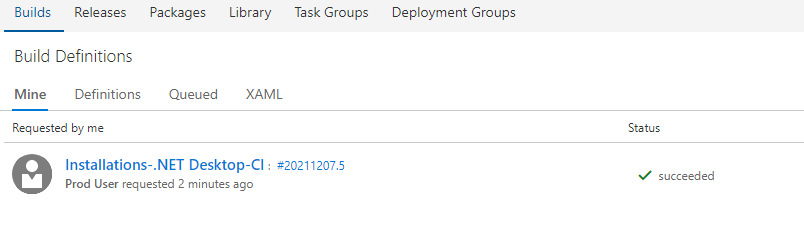 Builds Releases Packages Library Task Groups Deployment Groups
Build Definitions
Mine Definitions Queued XAML
Requested by me Status
Installations-.NET Desktop-CI : #20211207.5
Prod User requested 2 minutes ago
succeeded